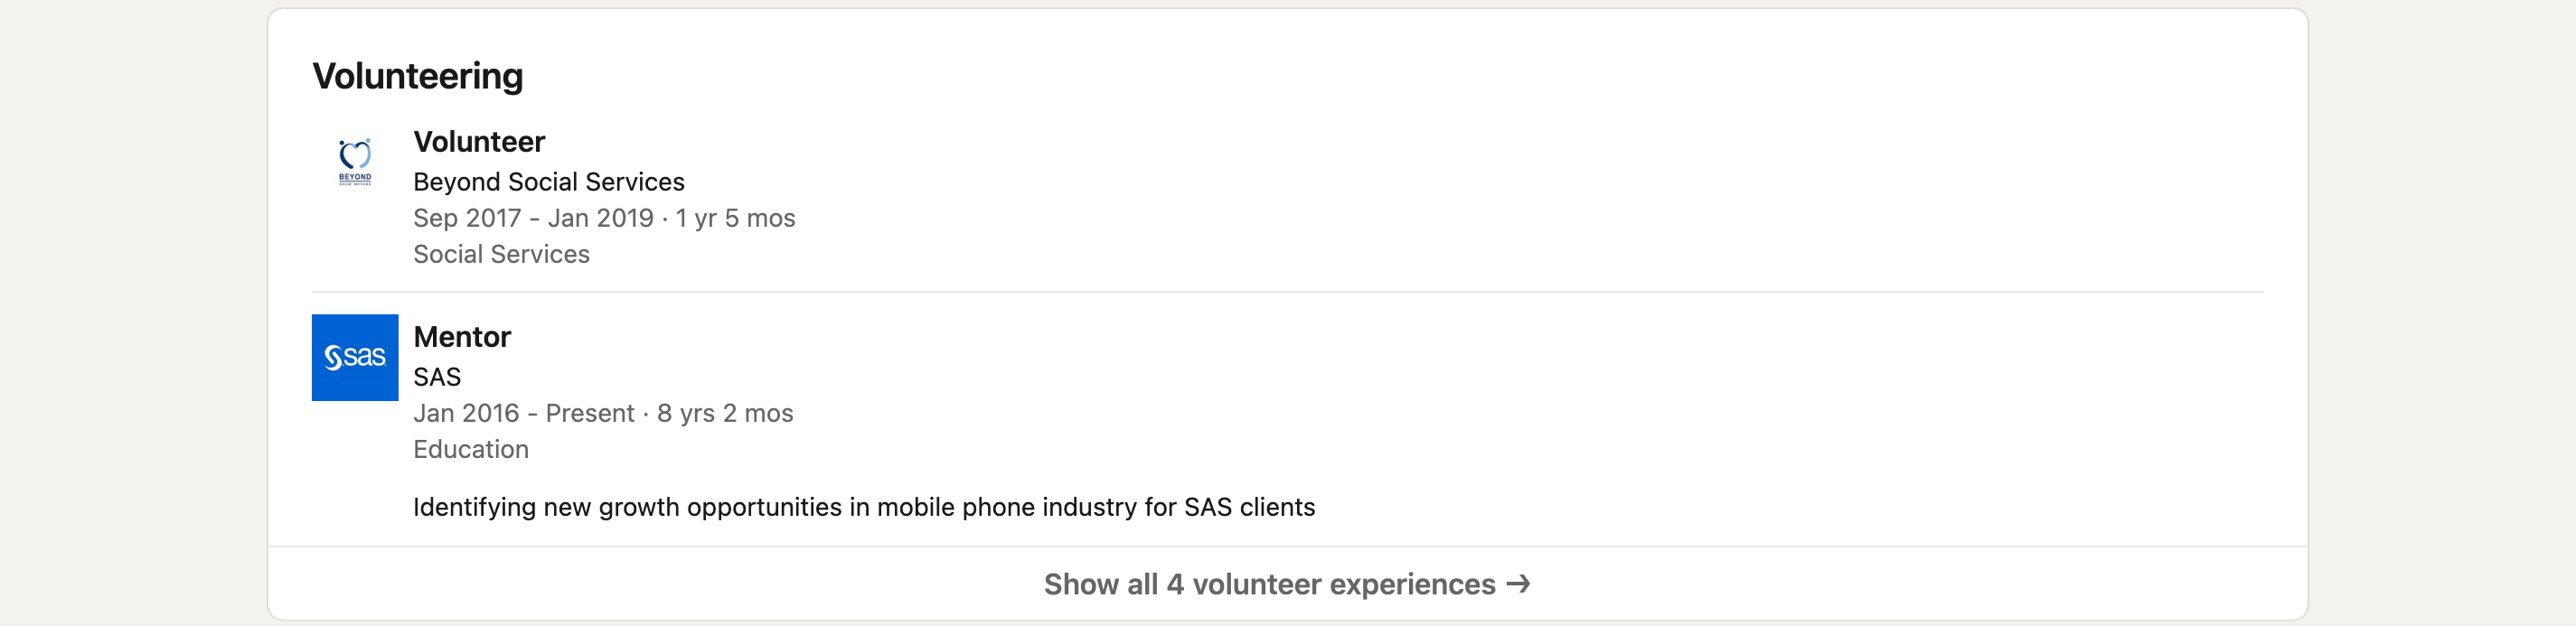 Volunteering
BEYOND
SOCIAL SERVICES
Volunteer
Beyond Social Services
Sep 2017 - Jan 2019 · 1 yr 5 mos
Social Services
sas
Mentor
SAS
Jan 2016 - Present · 8 yrs 2 mos
Education
Identifying new growth opportunities in mobile phone industry for SAS clients
Show all 4 volunteer experiences →